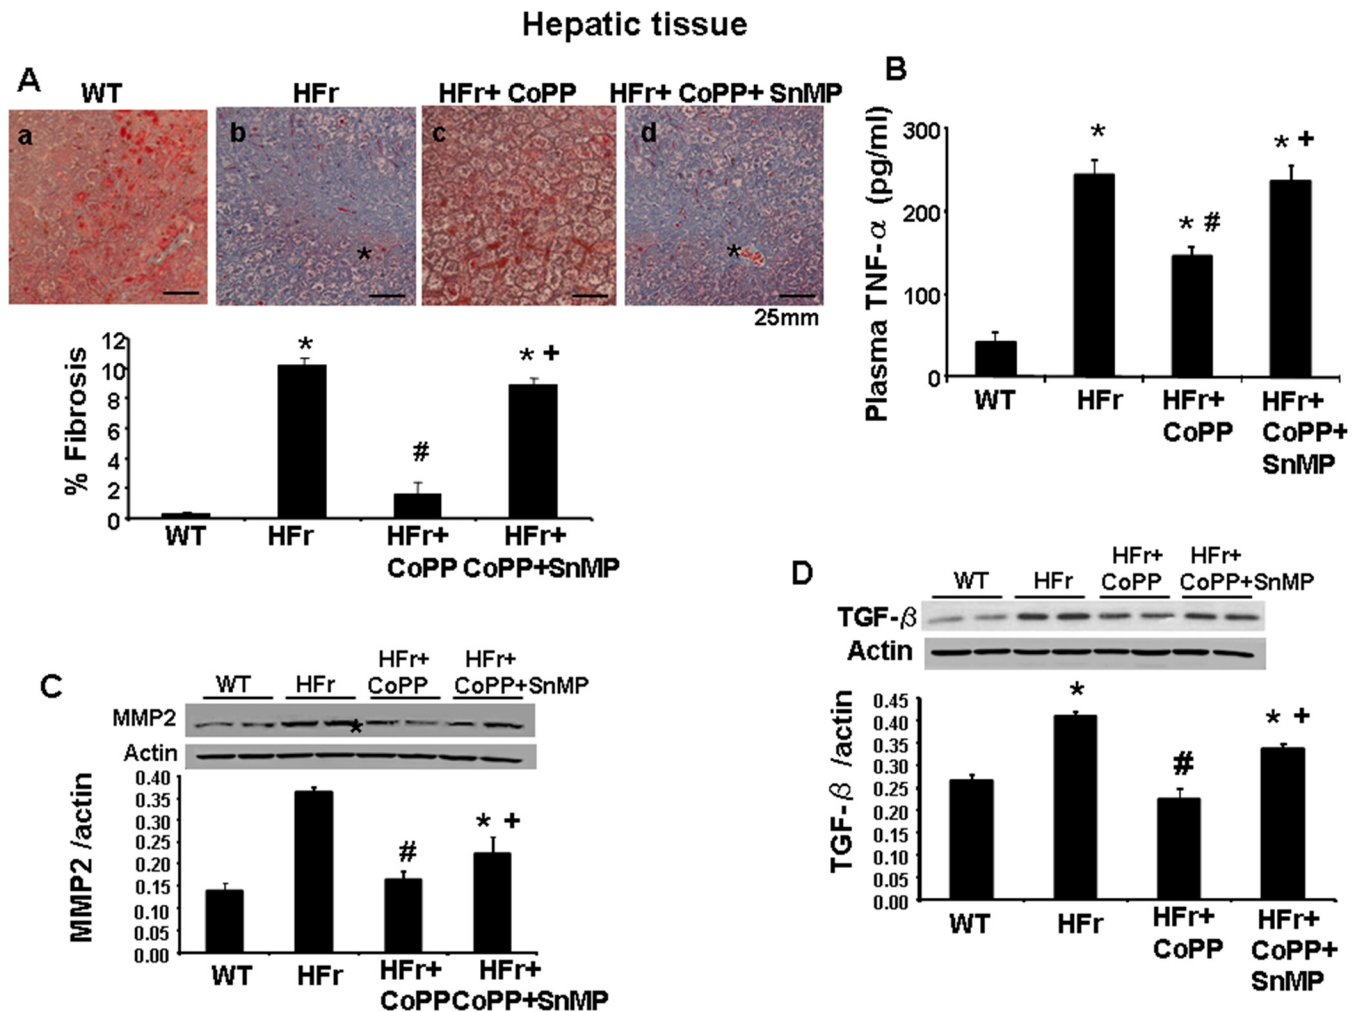 Hepatic tissue
A
WT HFr HFr+ CoPP HFr+ CoPP+ SnMP
a b c d
* *
25mm
% Fibrosis
12
10
8
6
4
2
0
* # * +
WT HFr HFr+ HFr+
CoPP CoPP+SnMP
B
Plasma TNF-α (pg/ml)
300
200
100
0
* * # * +
WT HFr HFr+ HFr+
CoPP CoPP+
SnMP
C
HFr+ HFr+
WT HFr CoPP CoPP+SnMP
MMP2
*
Actin
MMP2 /actin
0.40
0.35
0.30
0.25
0.20
0.15
0.10
0.05
0.00
# * +
WT HFr HFr+ HFr+
CoPP CoPP+SnMP
D
HFr+ HFr+
WT HFr CoPP CoPP+SnMP
TGF-β
Actin
TGF-β /actin
0.45
0.40
0.35
0.30
0.25
0.20
0.15
0.10
0.05
0.00
* # * +
WT HFr HFr+ HFr+
CoPP CoPP+
SnMP